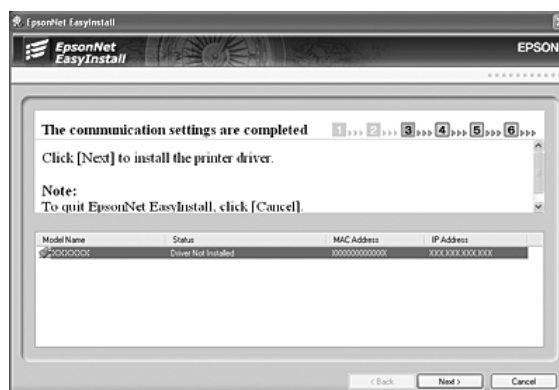 EpsonNet EasyInstall
EpsonNet
EasyInstall
EPSON
The communication settings are completed
1 2 3 4 5 6
Click [Next] to install the printer driver.
Note:
To quit EpsonNet EasyInstall, click [Cancel].
Model Name Status MAC Address IP Address
XXXXXX Driver Not Installed XXXXXXXXXXXX XXX.XXX.XXX.XXX
< Back Next > Cancel